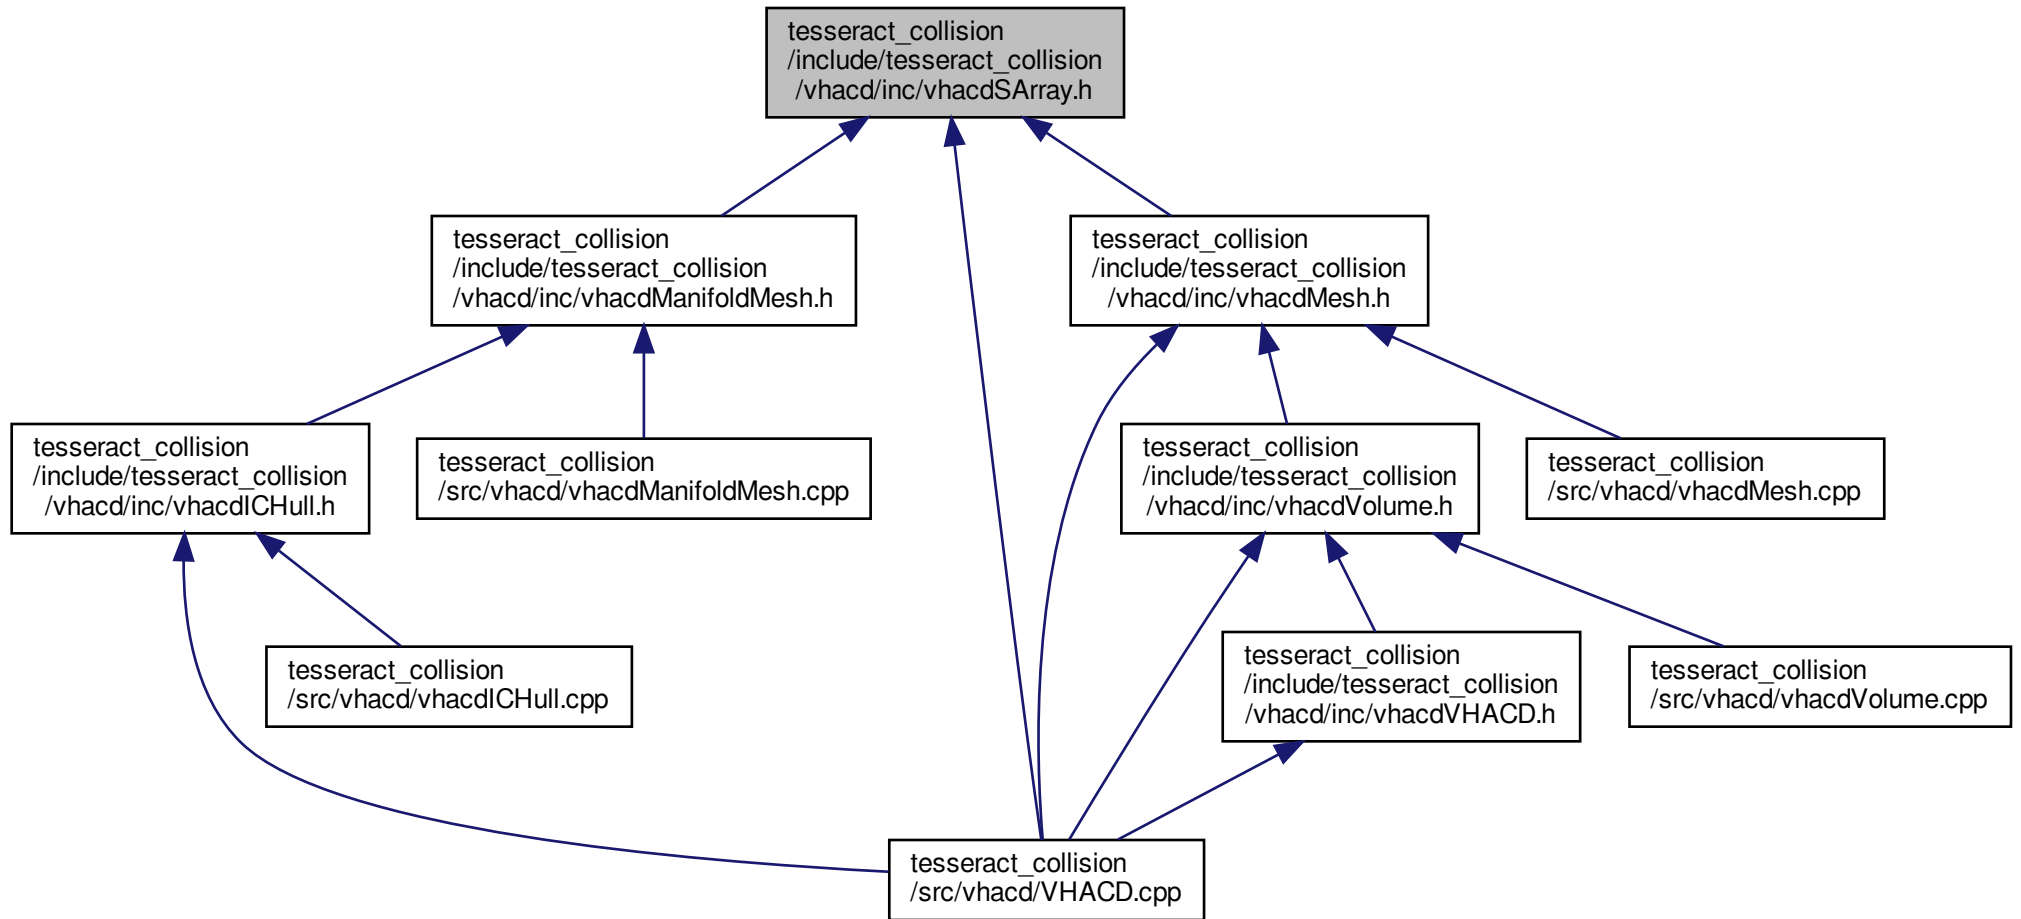 tesseract_collision
/include/tesseract_collision
/vhacd/inc/vhacdSArray.h
tesseract_collision
/include/tesseract_collision
/vhacd/inc/vhacdManifoldMesh.h
tesseract_collision
/include/tesseract_collision
/vhacd/inc/vhacdMesh.h
tesseract_collision
/include/tesseract_collision
/vhacd/inc/vhacdICHull.h
tesseract_collision
/src/vhacd/vhacdManifoldMesh.cpp
tesseract_collision
/include/tesseract_collision
/vhacd/inc/vhacdVolume.h
tesseract_collision
/src/vhacd/vhacdMesh.cpp
tesseract_collision
/src/vhacd/vhacdICHull.cpp
tesseract_collision
/include/tesseract_collision
/vhacd/inc/vhacdVHACD.h
tesseract_collision
/src/vhacd/vhacdVolume.cpp
tesseract_collision
/src/vhacd/VHACD.cpp